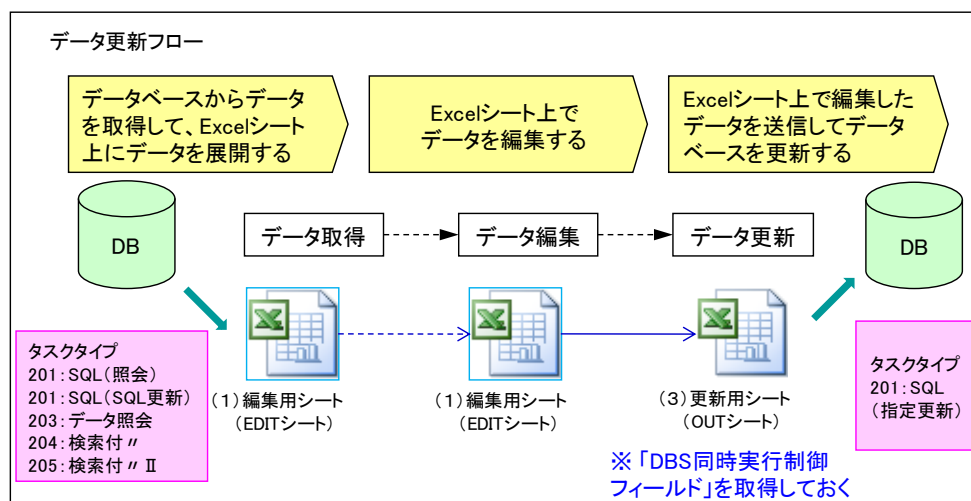 データ更新フロー
データベースからデータ
を取得して、Excelシート
上にデータを展開する
Excelシート上で
データを編集する
Excelシート上で編集した
データを送信してデータ
ベースを更新する
DB
データ取得
データ編集
データ更新
DB
タスクタイプ
201：SQL（照会）
201：SQL（SQL更新）
203：データ照会
204：検索付〃
205：検索付〃Ⅱ
（1）編集用シート
（EDITシート）
（1）編集用シート
（EDITシート）
（3）更新用シート
（OUTシート）
タスクタイプ
201：SQL
（指定更新）
※「DBS同時実行制御
フィールド」を取得しておく